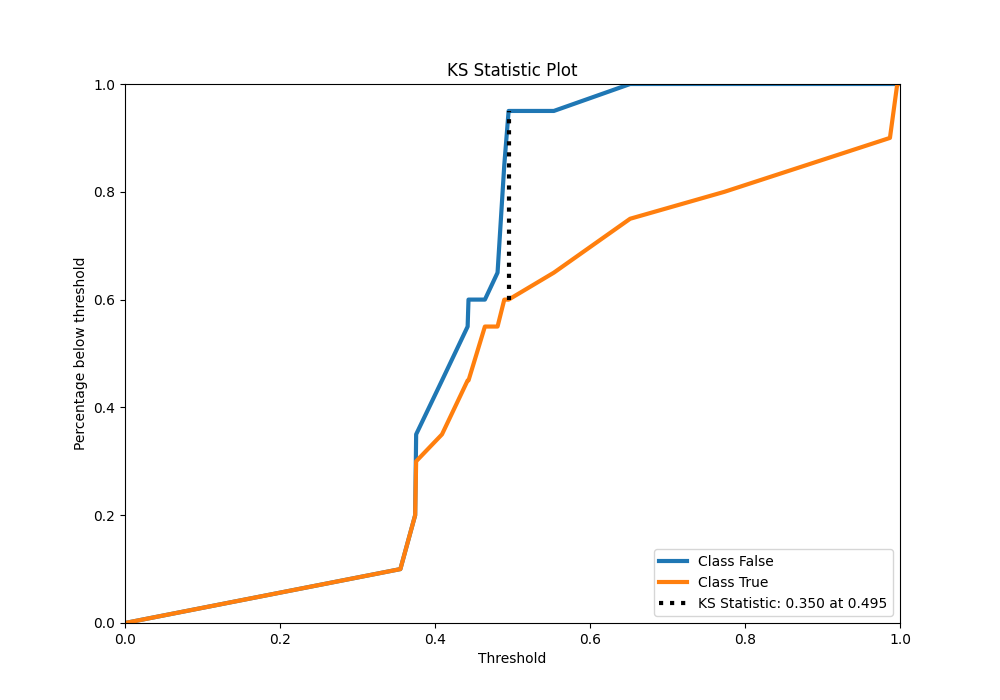 KS Statistic Plot
1.0
0.8
0.6
0.4
0.2
0.0
Percentage below threshold
0.0 0.2 0.4 0.6 0.8 1.0
Threshold
Class False
Class True
KS Statistic: 0.350 at 0.495